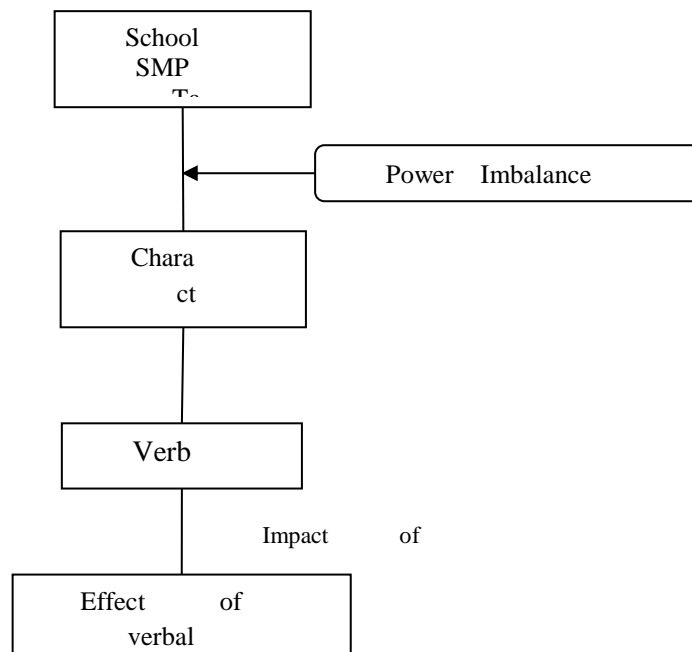 School
SMP
Power Imbalance
Chara
ct
Verb
Impact of
Effect of
verbal